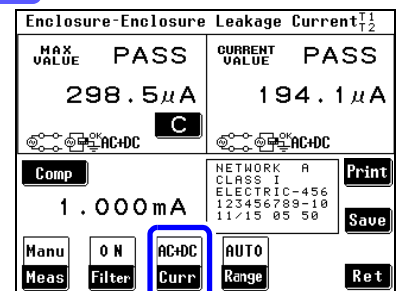 Enclosure-Enclosure Leakage Current T1 T2
MAX VALUE PASS
298.5μA
C
OK AC+DC
CURRENT VALUE PASS
194.1μA
OK AC+DC
Comp
1.000mA
NETWORK A
CLASS I
ELECTRIC-456
123456789-10
11/15 05 50
Print
Save
Manu Meas
ON Filter
AC+DC Curr
AUTO Range
Ret